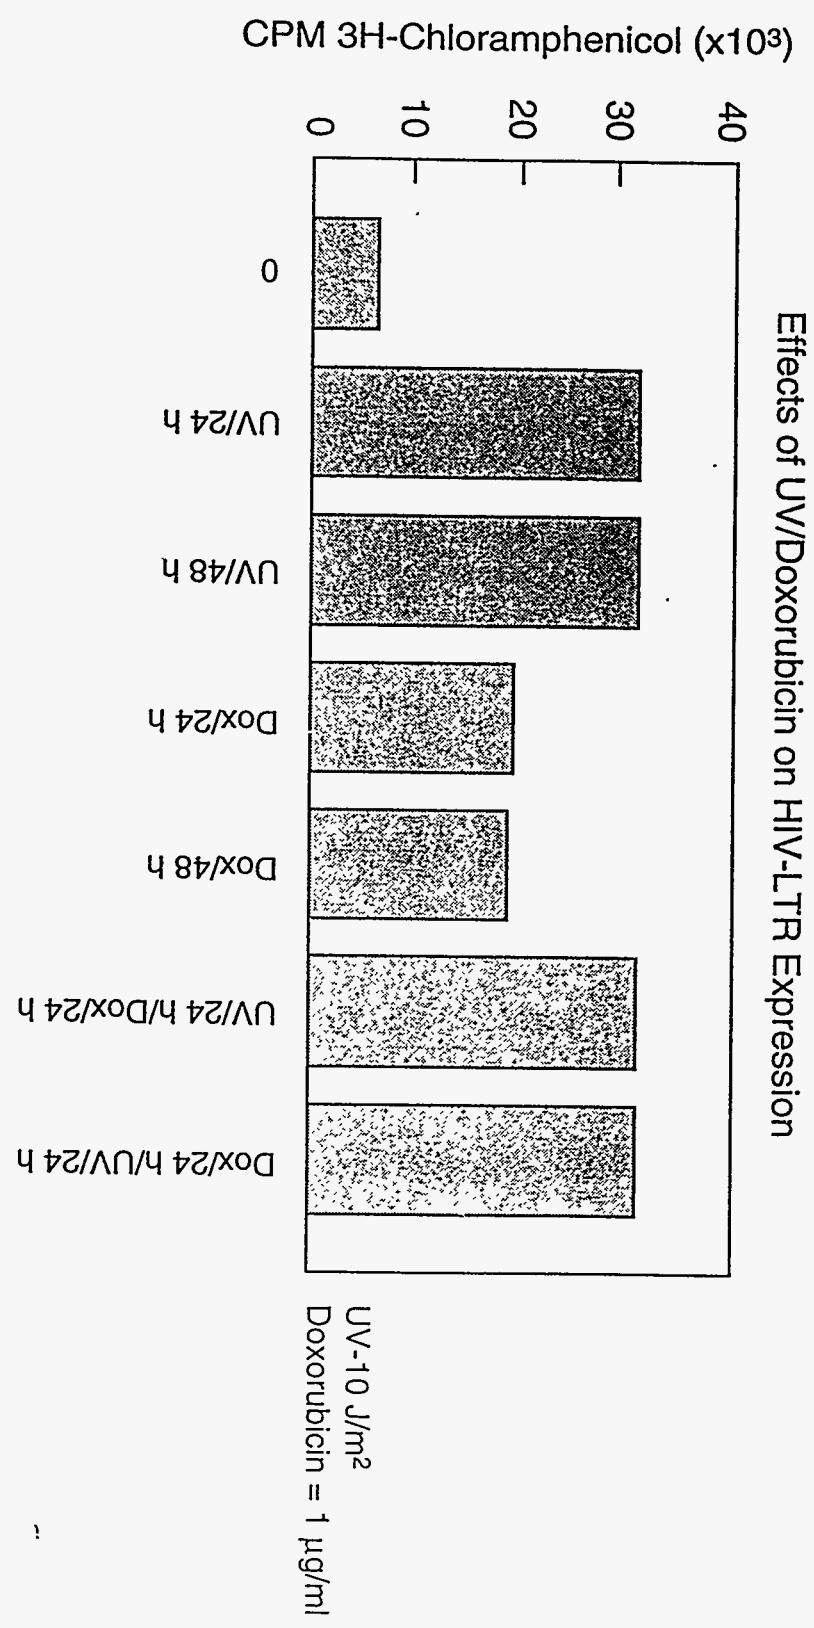 Effects of UV/Doxorubicin on HIV-LTR Expression
CPM 3H-Chloramphenicol (x10³)
40
30
20
10
0
0
UV/24 h
UV/48 h
Dox/24 h
Dox/48 h
UV/24 h/Dox/24 h
Dox/24 h/UV/24 h
UV-10 J/m²
Doxorubicin = 1 µg/ml